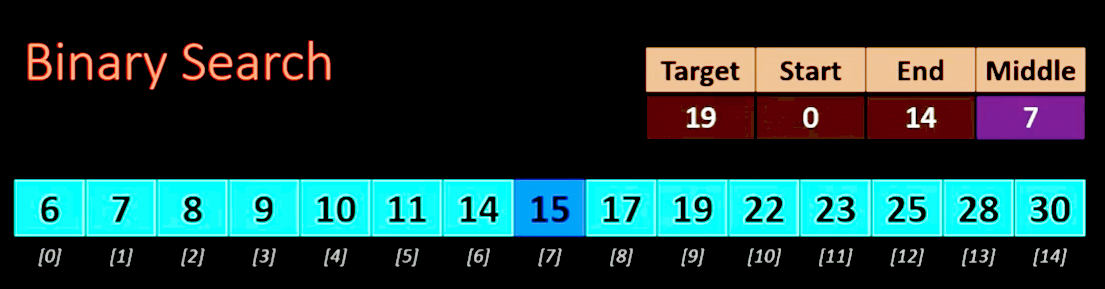 Binary Search
Target Start End Middle
19 0 14 7
6 7 8 9 10 11 14 15 17 19 22 23 25 28 30
[0] [1] [2] [3] [4] [5] [6] [7] [8] [9] [10] [11] [12] [13] [14]